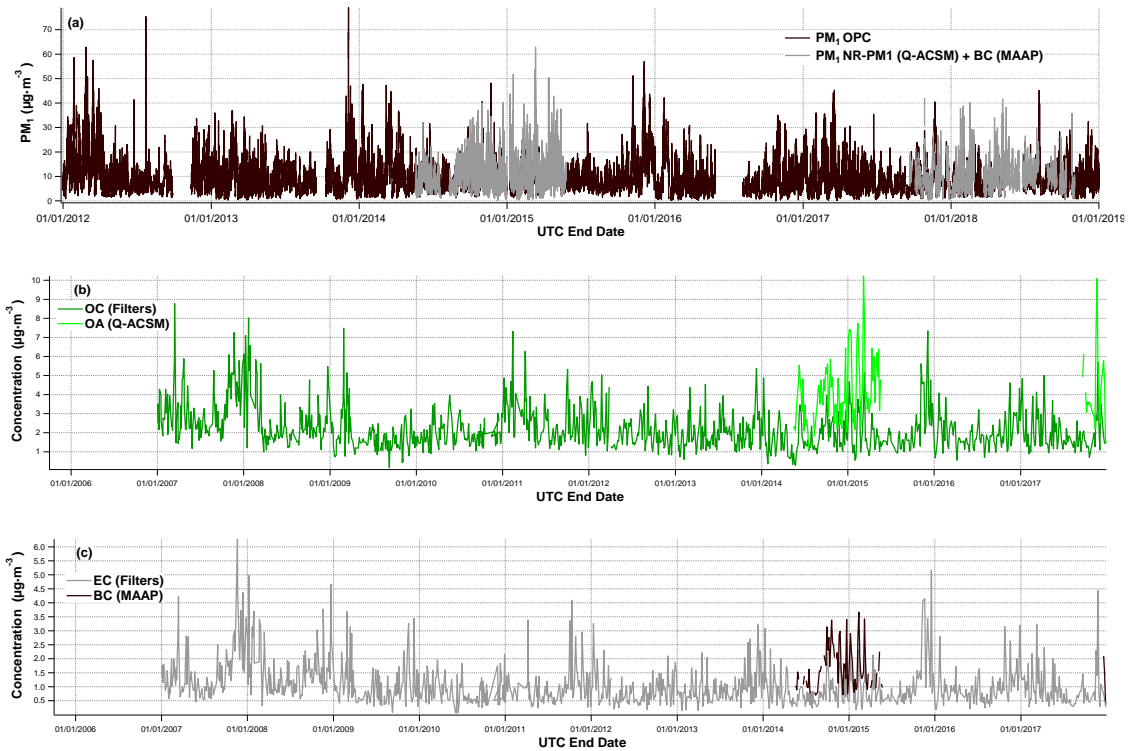 (a)
PM₁ OPC
PM₁ NR-PM1 (Q-ACSM) + BC (MAAP)
PM₁ (µg·m⁻³)
70
60
50
40
30
20
10
0
01/01/2012 01/01/2013 01/01/2014 01/01/2015 01/01/2016 01/01/2017 01/01/2018 01/01/2019
UTC End Date
(b)
OC (Filters)
OA (Q-ACSM)
Concentration (µg·m⁻³)
10
9
8
7
6
5
4
3
2
1
01/01/2006 01/01/2007 01/01/2008 01/01/2009 01/01/2010 01/01/2011 01/01/2012 01/01/2013 01/01/2014 01/01/2015 01/01/2016 01/01/2017
UTC End Date
(c)
EC (Filters)
BC (MAAP)
Concentration (µg·m⁻³)
6.0
5.5
5.0
4.5
4.0
3.5
3.0
2.5
2.0
1.5
1.0
0.5
01/01/2006 01/01/2007 01/01/2008 01/01/2009 01/01/2010 01/01/2011 01/01/2012 01/01/2013 01/01/2014 01/01/2015 01/01/2016 01/01/2017
UTC End Date